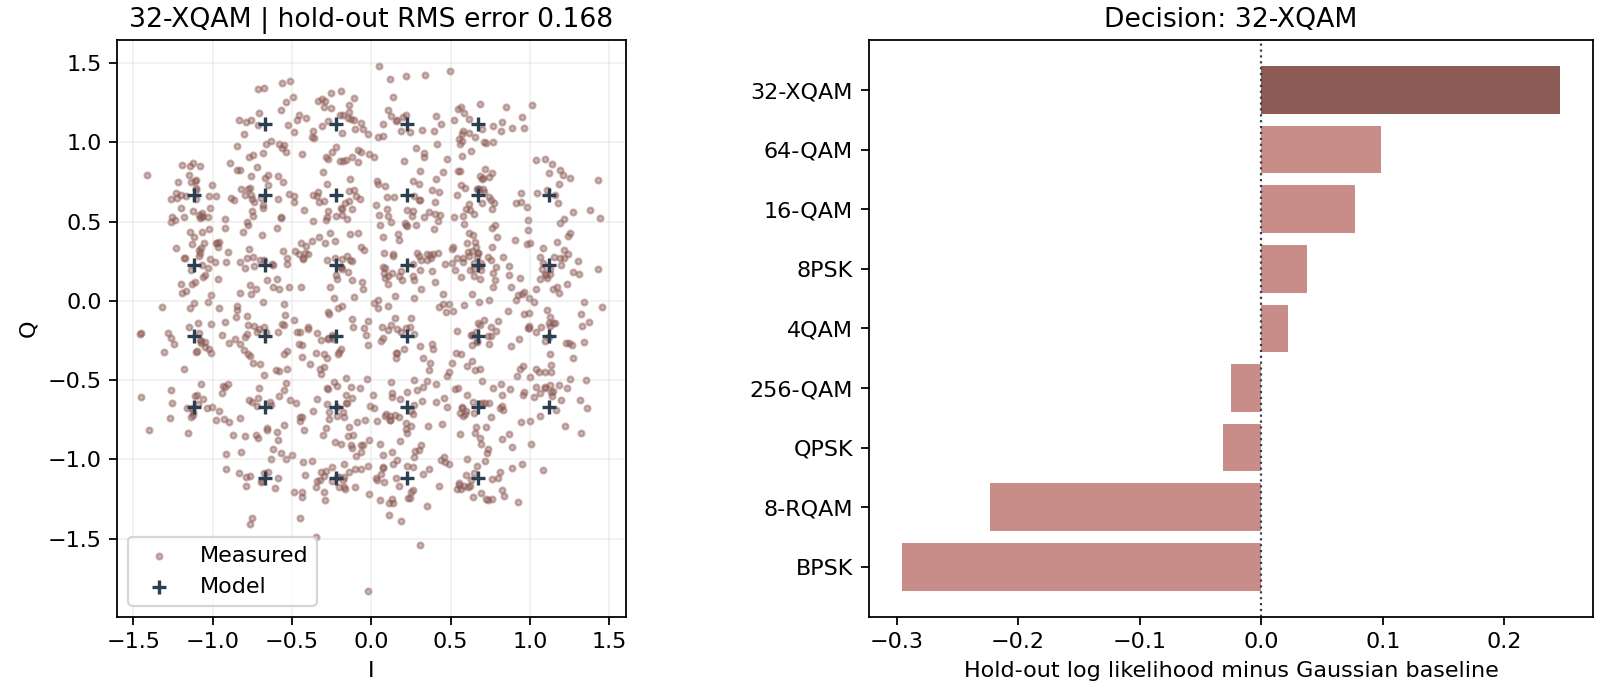 32-XQAM | hold-out RMS error 0.168
1.5
1.0
0.5
0.0
−0.5
−1.0
−1.5
Q
Measured
Model
−1.5
−1.0
−0.5
0.0
0.5
1.0
1.5
I
Decision: 32-XQAM
32-XQAM
64-QAM
16-QAM
8PSK
4QAM
256-QAM
QPSK
8-RQAM
BPSK
−0.3
−0.2
−0.1
0.0
0.1
0.2
Hold-out log likelihood minus Gaussian baseline